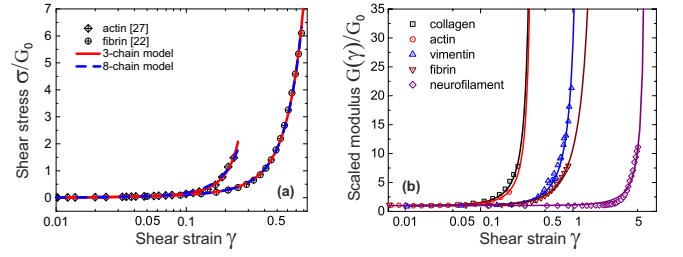 Shear stress σ/G₀
7
6
5
4
3
2
1
0
actin [27]
fibrin [22]
3-chain model
8-chain model
(a)
0.01 0.05 0.1 0.5
Shear strain γ
Scaled modulus G(γ)/G₀
35
30
25
20
15
10
5
0
collagen
actin
vimentin
fibrin
neurofilament
(b)
0.01 0.05 0.1 0.5 1 5
Shear strain γ